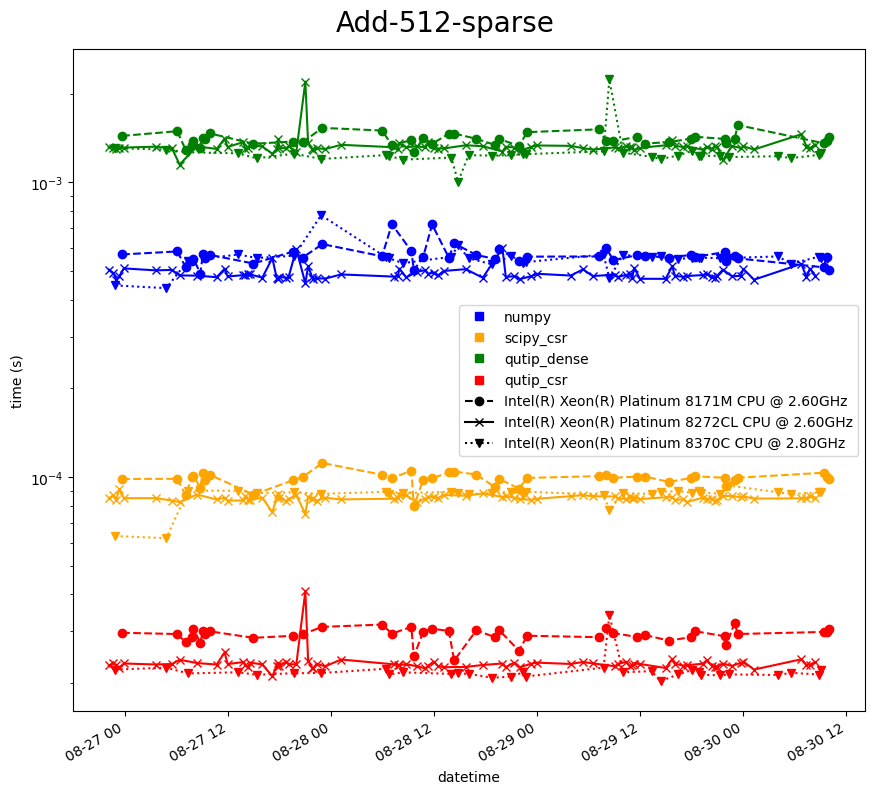 Add-512-sparse
time (s)
10⁻³
10⁻⁴
numpy
scipy_csr
qutip_dense
qutip_csr
Intel(R) Xeon(R) Platinum 8171M CPU @ 2.60GHz
Intel(R) Xeon(R) Platinum 8272CL CPU @ 2.60GHz
Intel(R) Xeon(R) Platinum 8370C CPU @ 2.80GHz
08-27 00
08-27 12
08-28 00
08-28 12
08-29 00
08-29 12
08-30 00
08-30 12
datetime